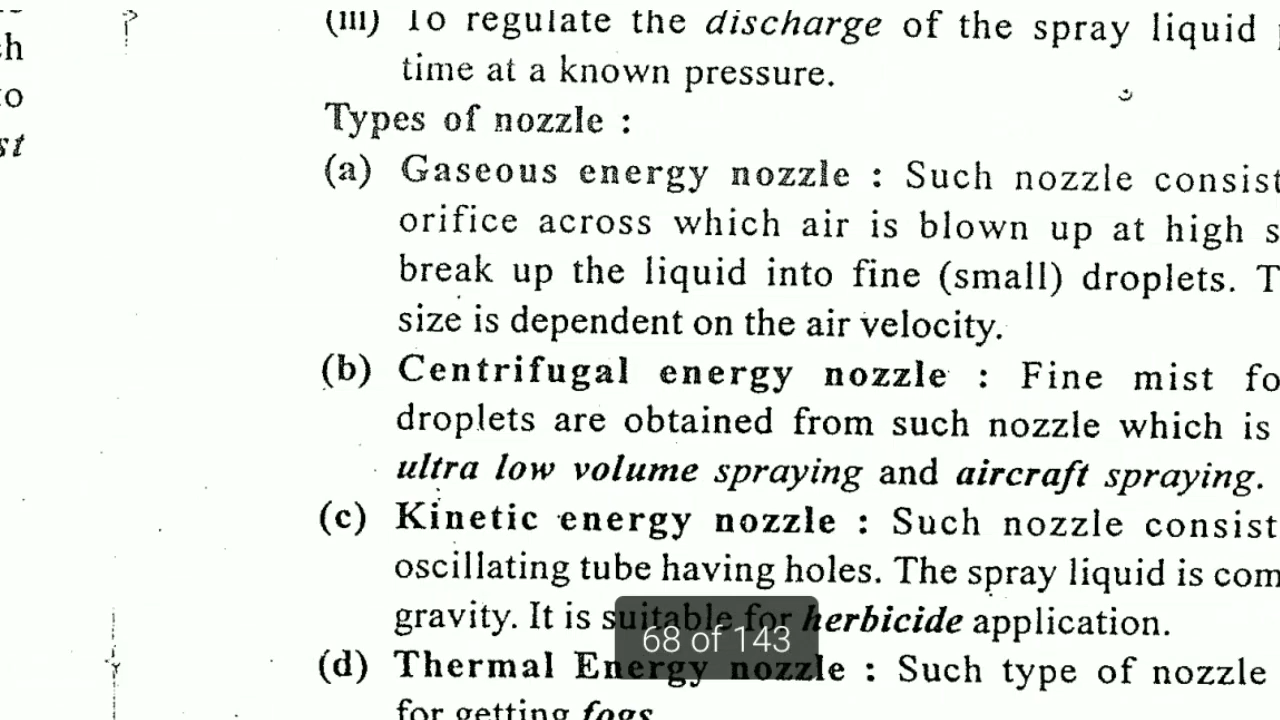 ch
to
st
(iii) To regulate the discharge of the spray liquid
time at a known pressure.
Types of nozzle :
(a) Gaseous energy nozzle : Such nozzle consist
orifice across which air is blown up at high s
break up the liquid into fine (small) droplets. T
size is dependent on the air velocity.
(b) Centrifugal energy nozzle : Fine mist fo
droplets are obtained from such nozzle which is
ultra low volume spraying and aircraft spraying.
(c) Kinetic energy nozzle : Such nozzle consist
oscillating tube having holes. The spray liquid is com
gravity. It is suitable for herbicide application.
68 of 143
(d) Thermal Energy nozzle : Such type of nozzle
for getting fogs